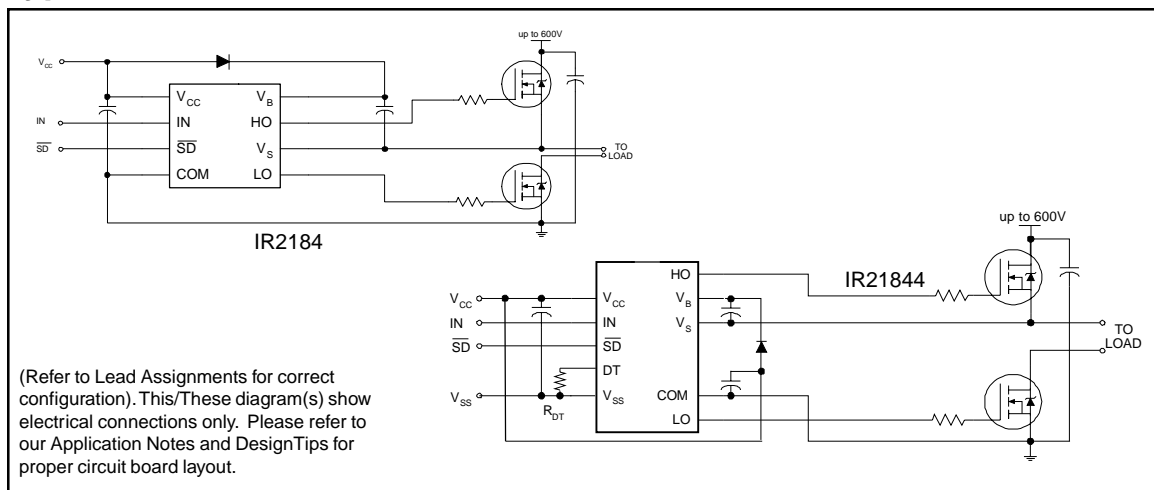 up to 600V
VCC
VCC
VB
IN
IN
HO
SD
SD
VS
TO
LOAD
COM
LO
IR2184
up to 600V
HO
IR21844
VCC
VCC
VB
IN
IN
VS
TO
LOAD
SD
SD
DT
VSS
VSS
COM
RDT
LO
(Refer to Lead Assignments for correct
configuration). This/These diagram(s) show
electrical connections only. Please refer to
our Application Notes and DesignTips for
proper circuit board layout.